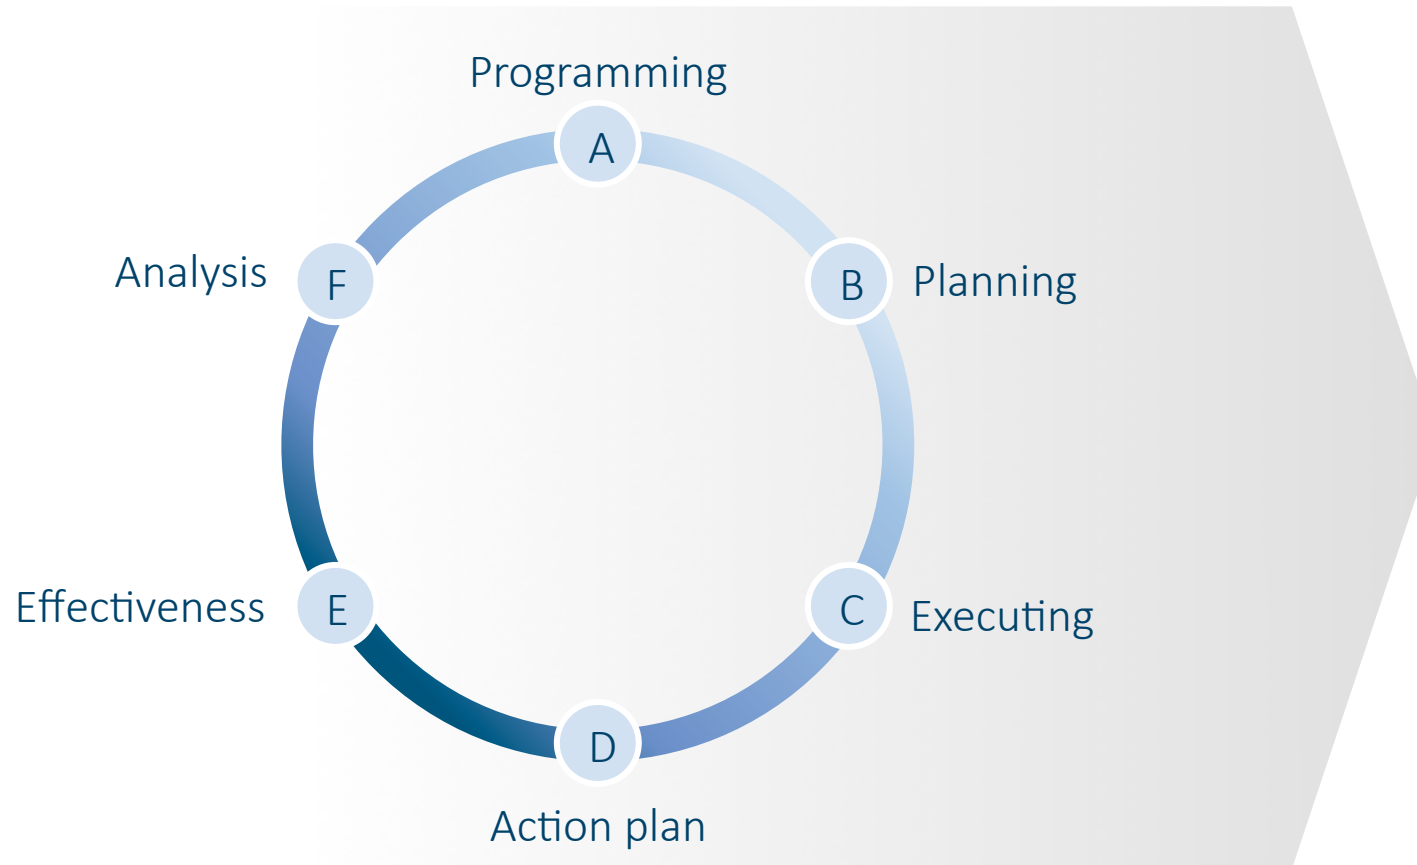 Programming
A
Analysis
F
B
Planning
Effectiveness
E
C
Executing
D
Action plan